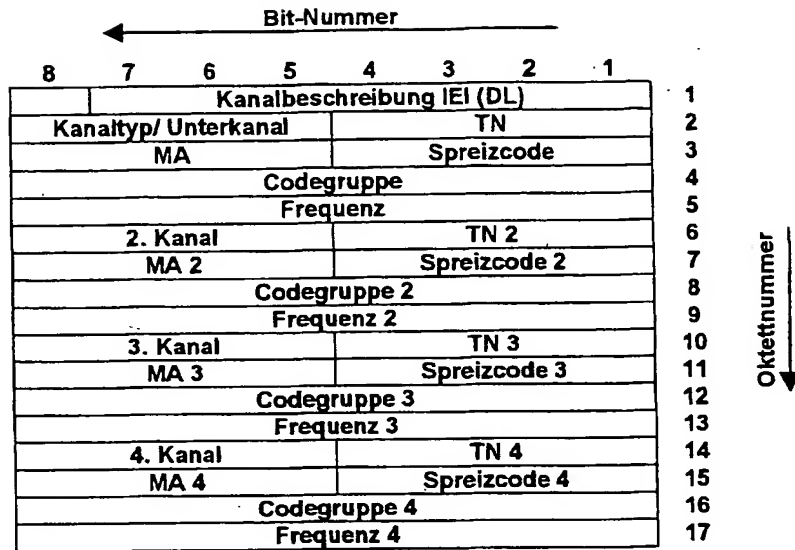 Bit-Nummer
8 7 6 5 4 3 2 1
Kanalbeschreibung IEI (DL) 1
Kanaltyp/ Unterkanal TN 2
MA Spreizcode 3
Codegruppe 4
Frequenz 5
2. Kanal TN 2 6
MA 2 Spreizcode 2 7
Codegruppe 2 8
Frequenz 2 9
3. Kanal TN 3 10
MA 3 Spreizcode 3 11
Codegruppe 3 12
Frequenz 3 13
4. Kanal TN 4 14
MA 4 Spreizcode 4 15
Codegruppe 4 16
Frequenz 4 17
Oktettnummer